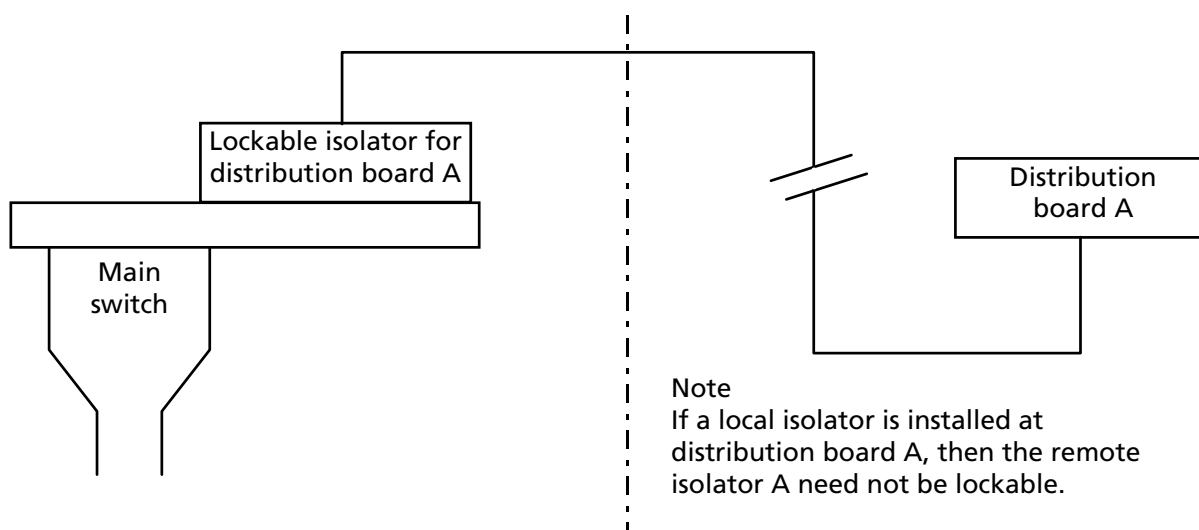 Lockable isolator for
distribution board A
Distribution
board A
Main
switch
Note
If a local isolator is installed at
distribution board A, then the remote
isolator A need not be lockable.